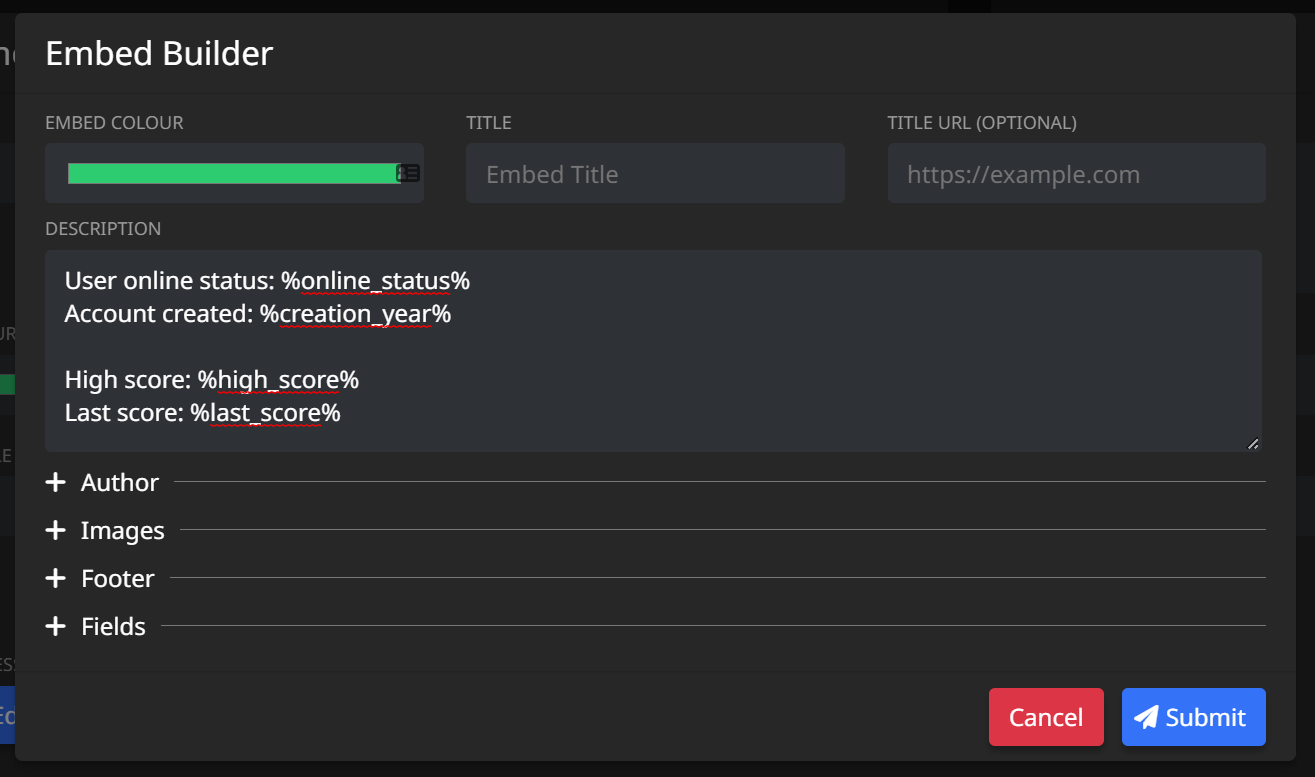 Embed Builder
EMBED COLOUR
TITLE
TITLE URL (OPTIONAL)
Embed Title
https://example.com
DESCRIPTION
User online status: %online_status%
Account created: %creation_year%
High score: %high_score%
Last score: %last_score%
Author
Images
Footer
Fields
Cancel
Submit